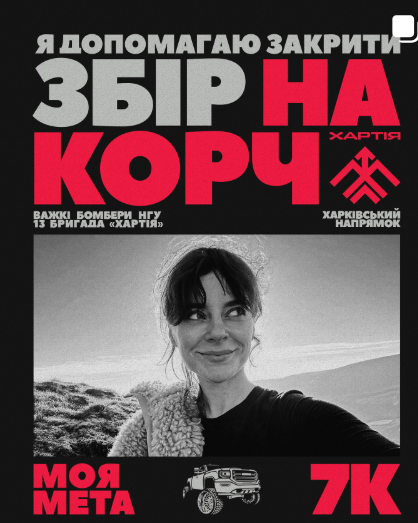 Я ДОПОМАГАЮ ЗАКРИТИ
ЗБІР НА
КОРЧ
ХАРТІЯ
ВАЖКІ БОМБЕРИ НГУ
13 БРИГАДА «ХАРТІЯ»
ХАРКІВСЬКИЙ
НАПРЯМОК
МОЯ
МЕТА
7К